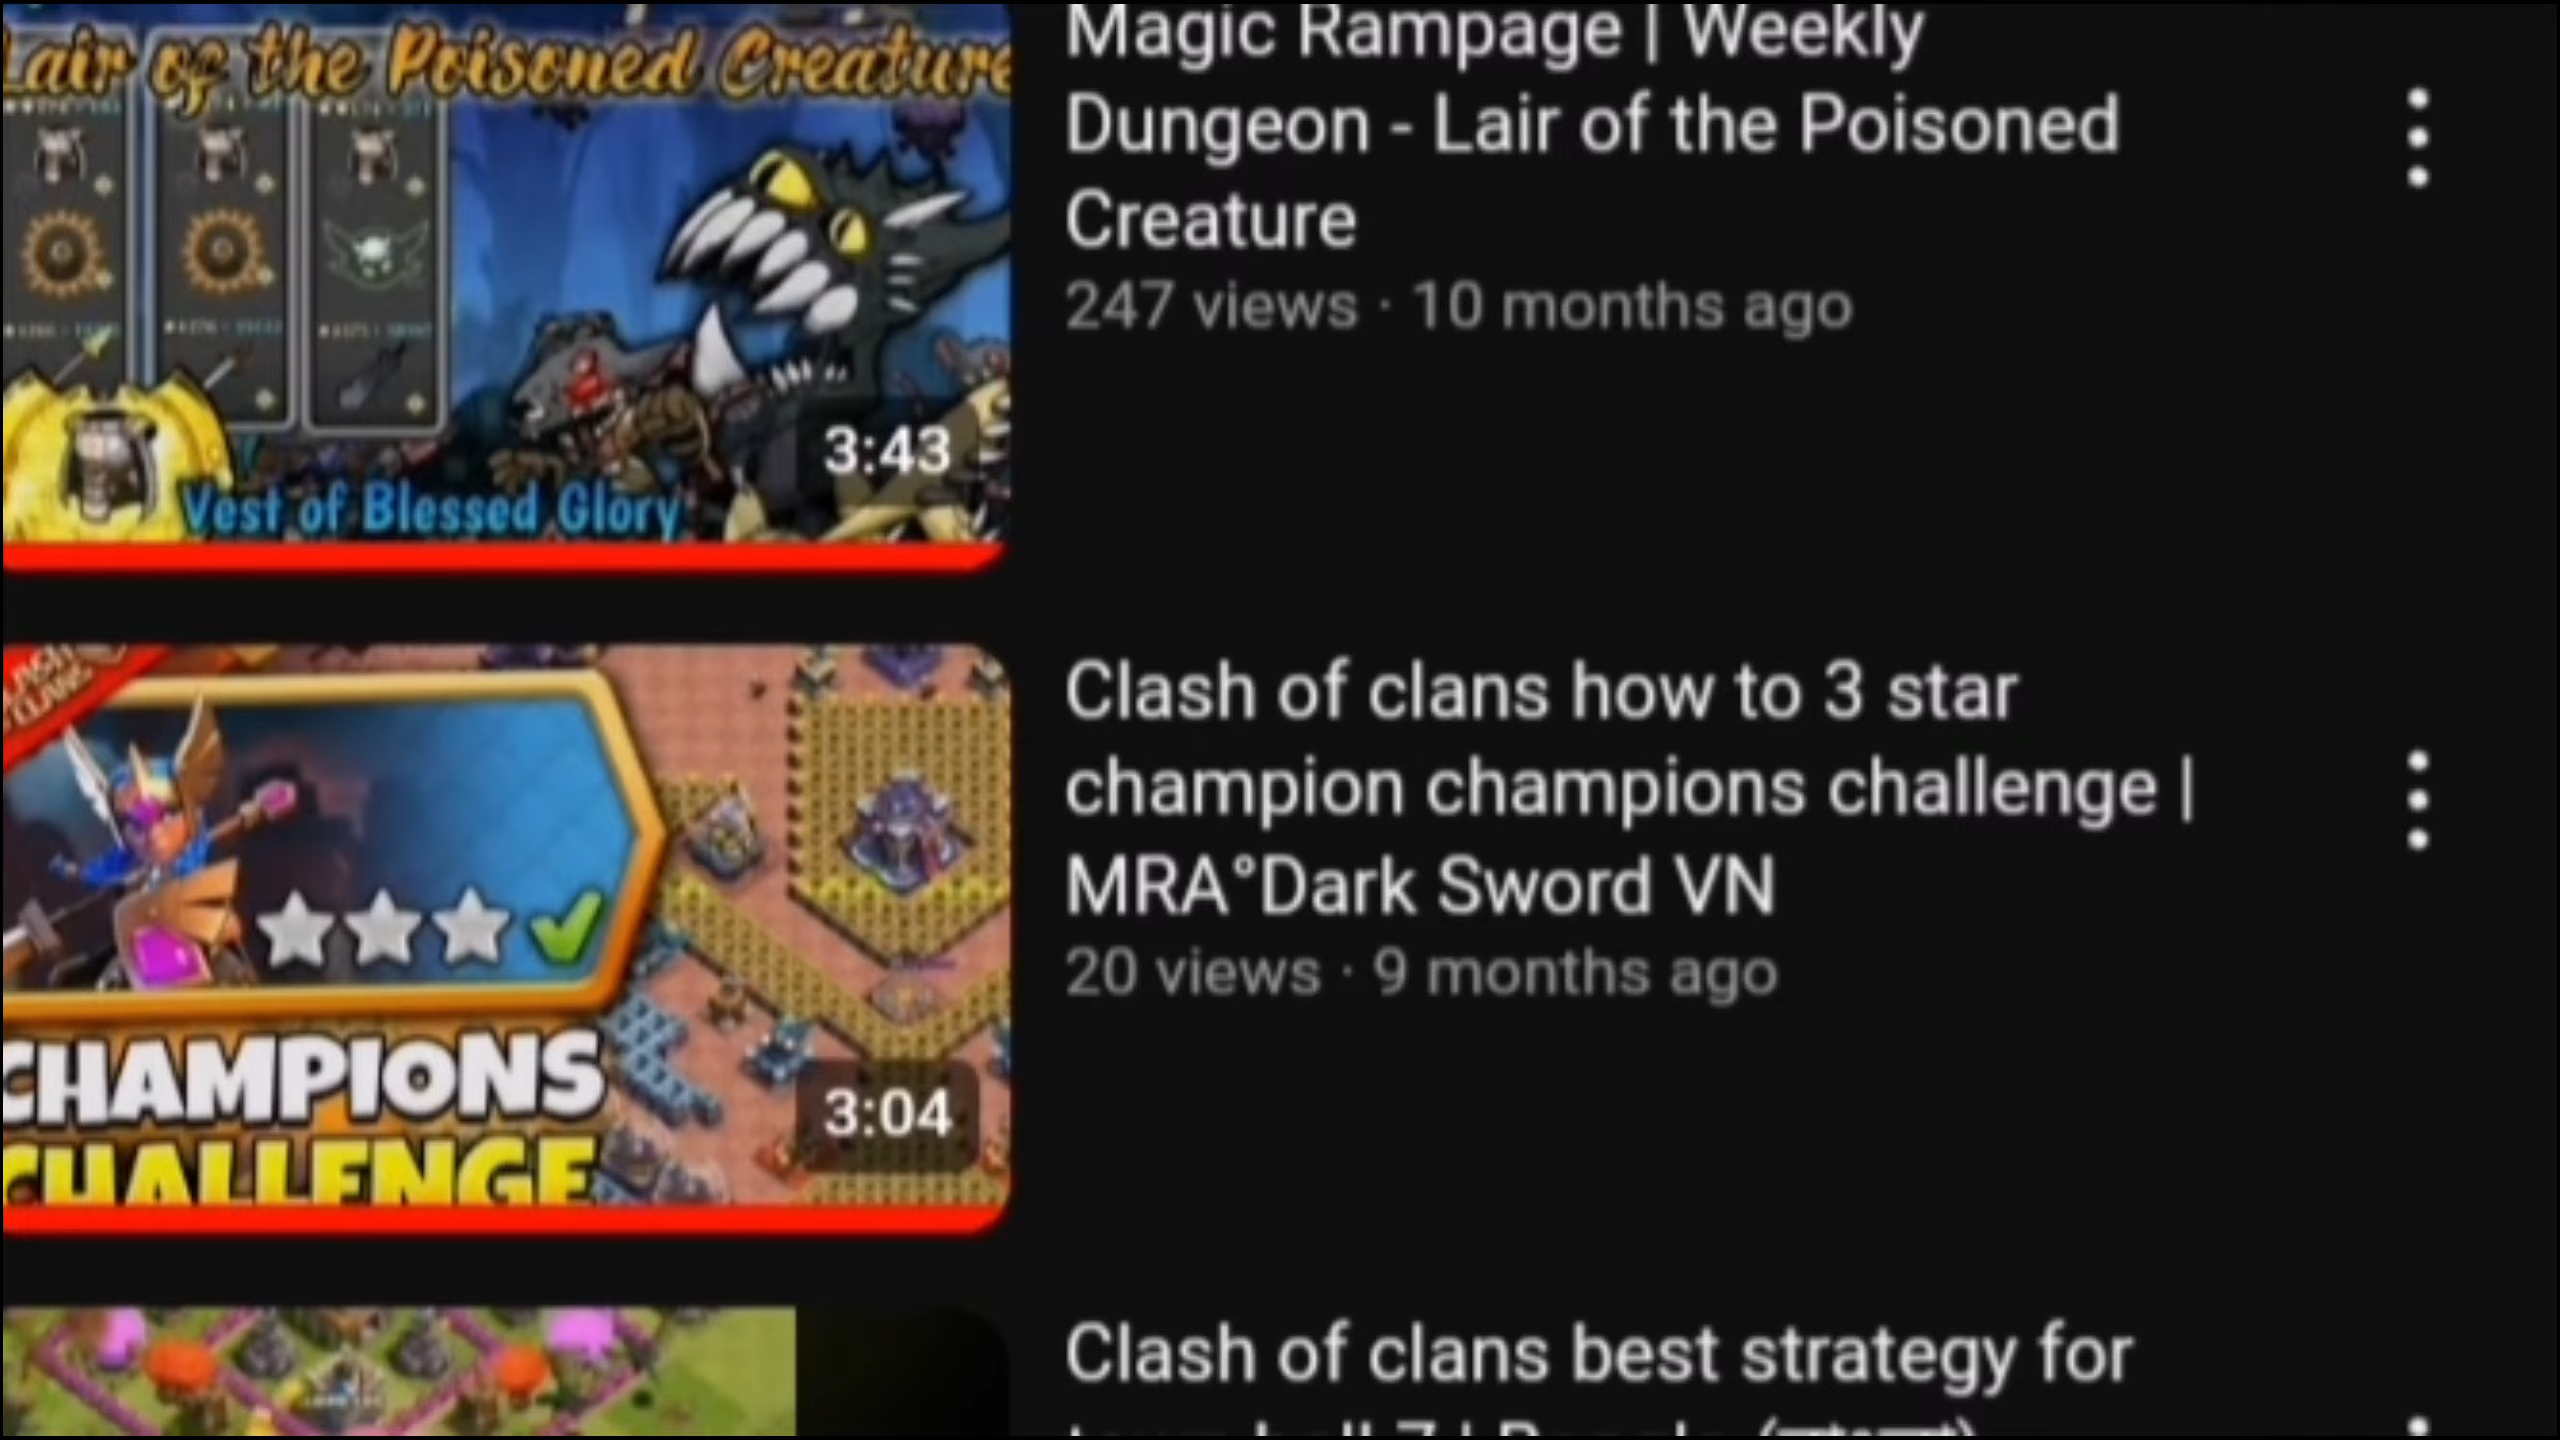 Lair of the Poisoned Creature
Vest of Blessed Glory
3:43
Magic Rampage | Weekly
Dungeon - Lair of the Poisoned
Creature
247 views · 10 months ago
CHAMPIONS
CHALLENGE
3:04
Clash of clans how to 3 star
champion champions challenge |
MRA°Dark Sword VN
20 views · 9 months ago
Clash of clans best strategy for